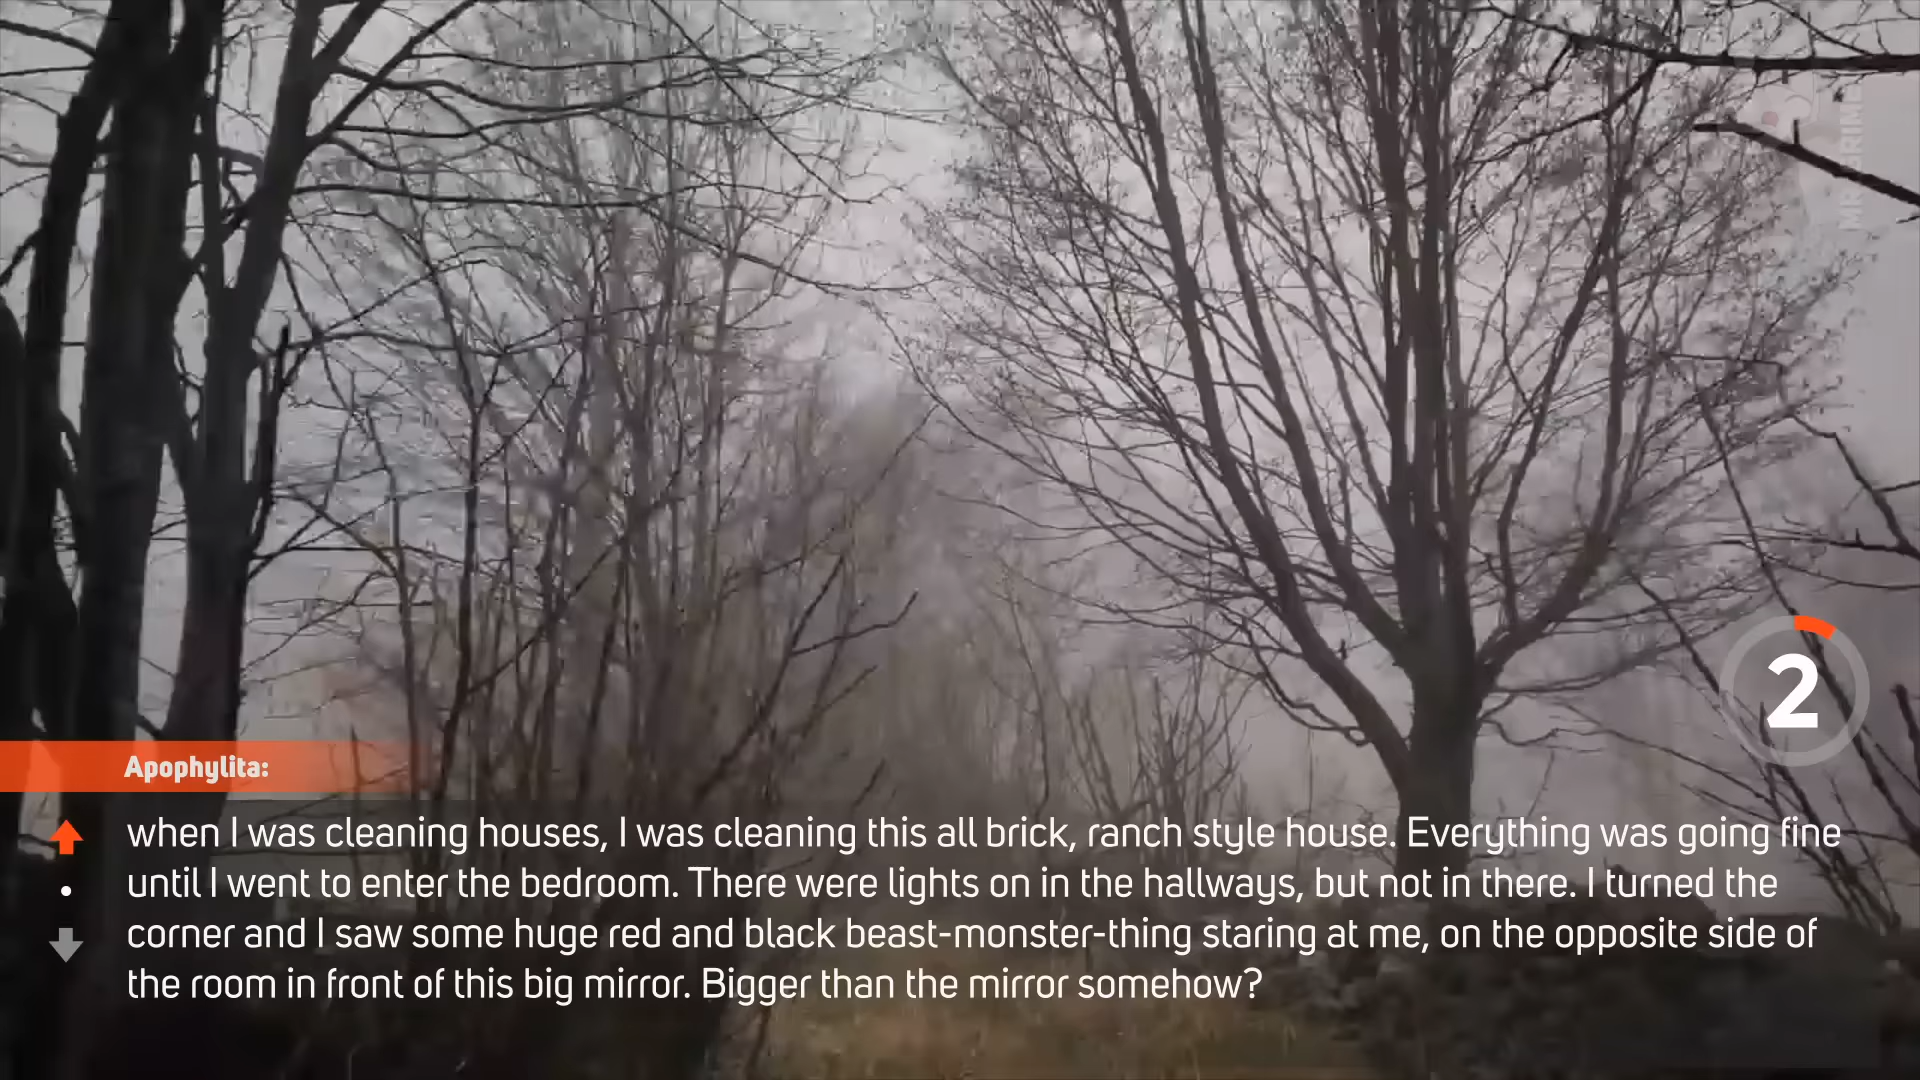 MR.GRIM
2
Apophylita:
when I was cleaning houses, I was cleaning this all brick, ranch style house. Everything was going fine
until I went to enter the bedroom. There were lights on in the hallways, but not in there. I turned the
corner and I saw some huge red and black beast-monster-thing staring at me, on the opposite side of
the room in front of this big mirror. Bigger than the mirror somehow?